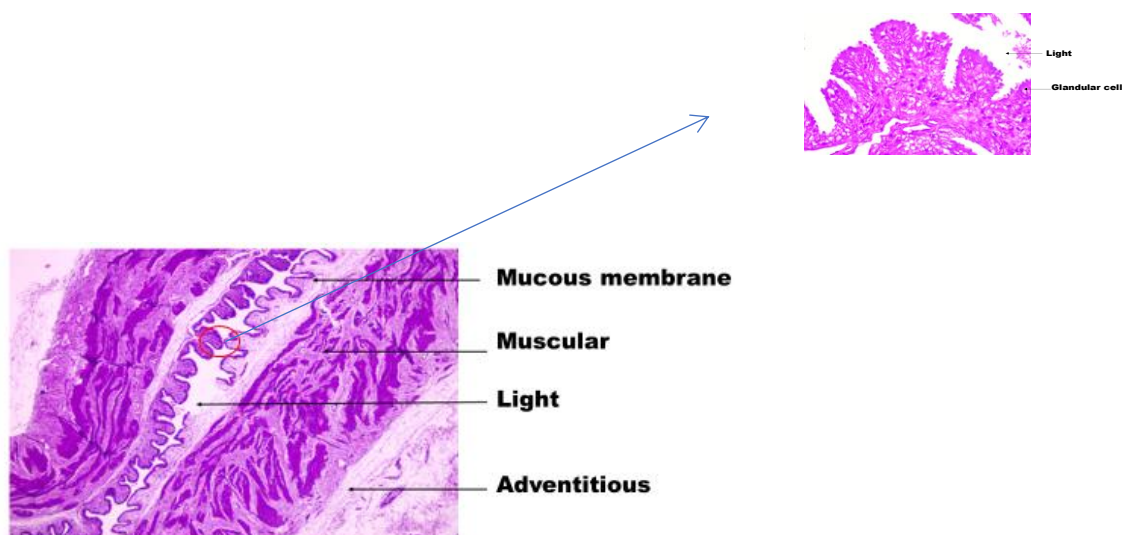 Light
Glandular cell
Mucous membrane
Muscular
Light
Adventitious